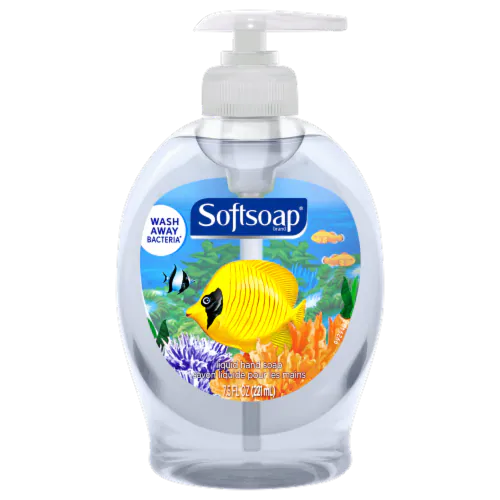 WASH
AWAY
BACTERIA*
Softsoap®
brand
liquid hand soap
savon liquide pour les mains
7.5 FL OZ (221 mL)